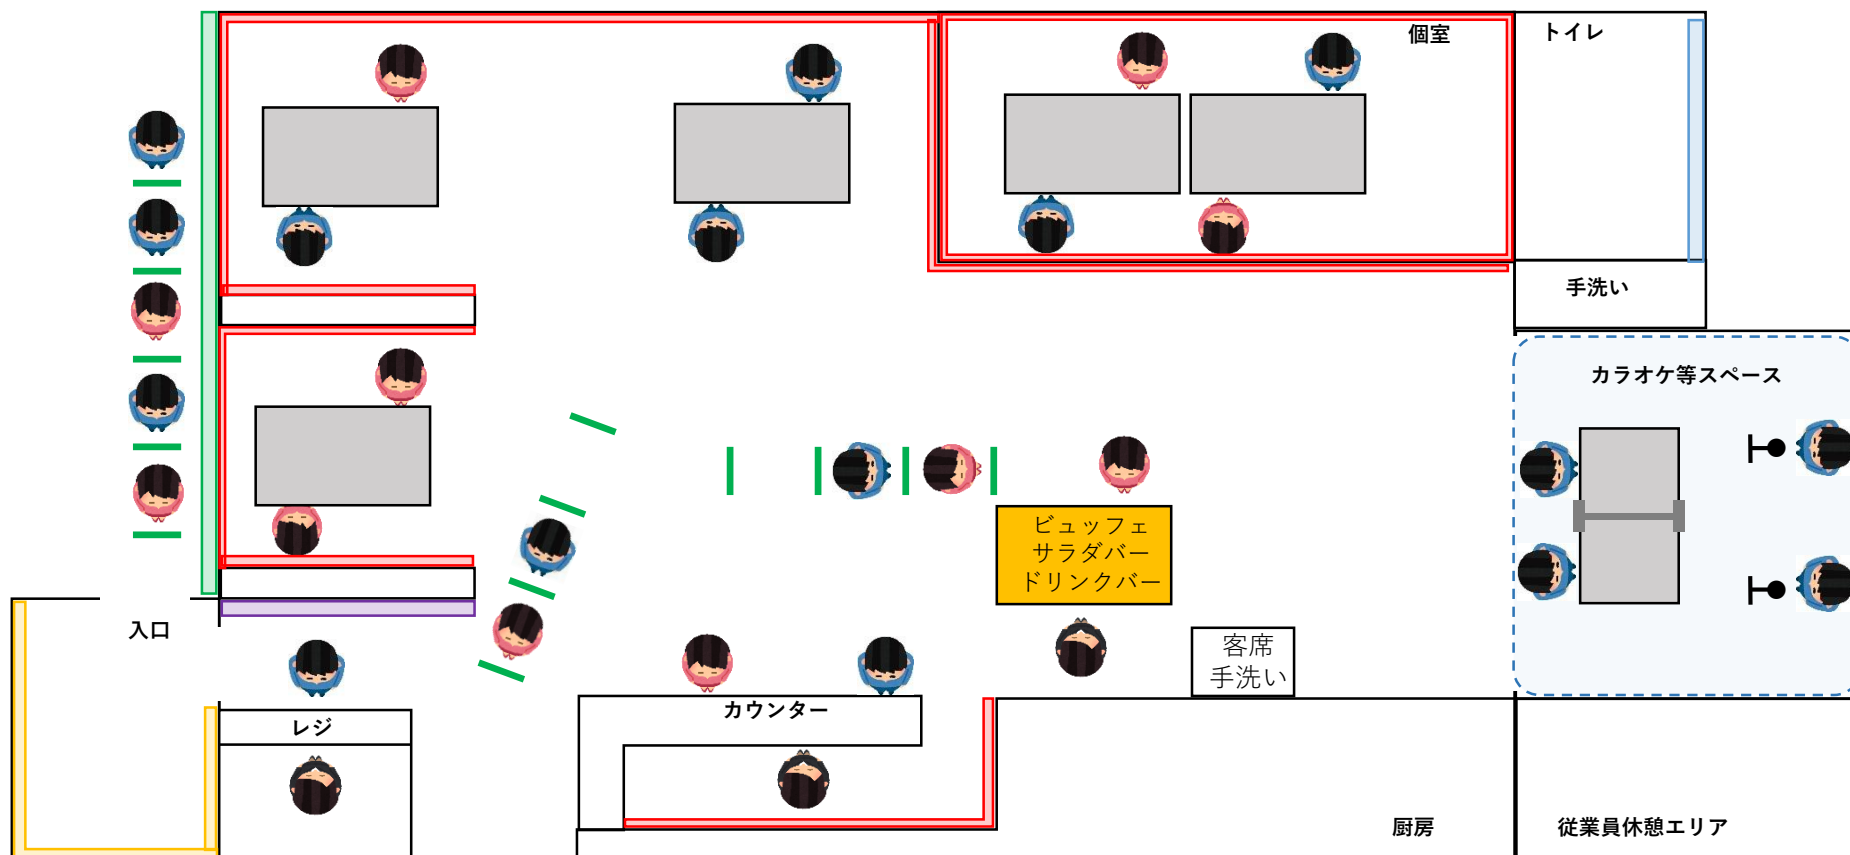 個室
トイレ
手洗い
カラオケ等スペース
入口
ビュッフェ
サラダバー
ドリンクバー
客席
手洗い
カウンター
レジ
厨房
従業員休憩エリア